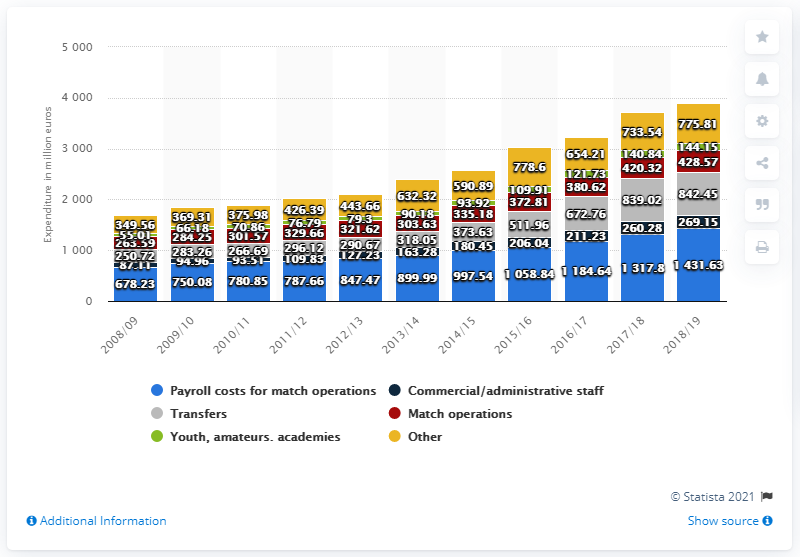 5 000
4 000
3 000
2 000
1 000
0
Expenditure in million euros
349.56 369.31 375.98 426.39 443.66 632.32 590.89 778.6 654.21 733.54 775.81
55.01 66.18 70.86 76.79 79.3 90.18 93.92 109.91 121.73 140.84 144.15
263.59 284.25 301.57 329.66 321.62 303.63 335.18 372.81 380.62 420.32 428.57
250.72 283.26 266.69 296.12 290.67 318.05 373.63 511.96 672.76 839.02 842.45
87.11 94.96 93.51 109.83 127.23 163.28 180.45 206.04 211.23 260.28 269.15
678.23 750.08 780.85 787.66 847.47 899.99 997.54 1 058.84 1 184.64 1 317.8 1 431.63
2008/09 2009/10 2010/11 2011/12 2012/13 2013/14 2014/15 2015/16 2016/17 2017/18 2018/19
Payroll costs for match operations Commercial/administrative staff
Transfers Match operations
Youth, amateurs. academies Other
© Statista 2021
Additional Information Show source